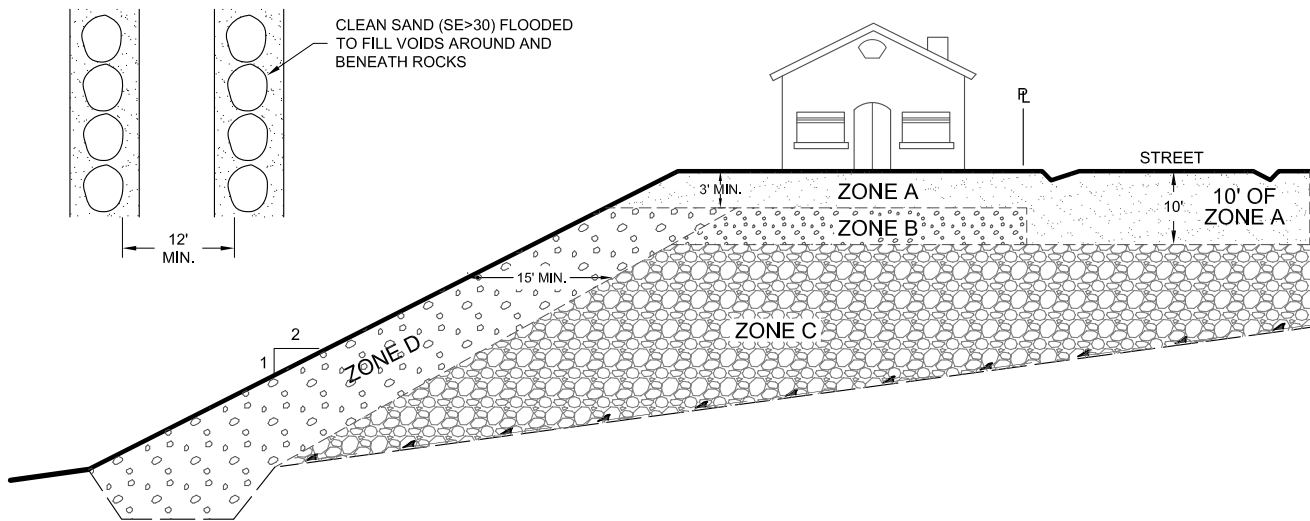 CLEAN SAND (SE>30) FLOODED
TO FILL VOIDS AROUND AND
BENEATH ROCKS
12'
MIN.
PL
STREET
3' MIN.
ZONE A
10'
10' OF
ZONE A
ZONE B
15' MIN.
ZONE C
2
1
ZONE D